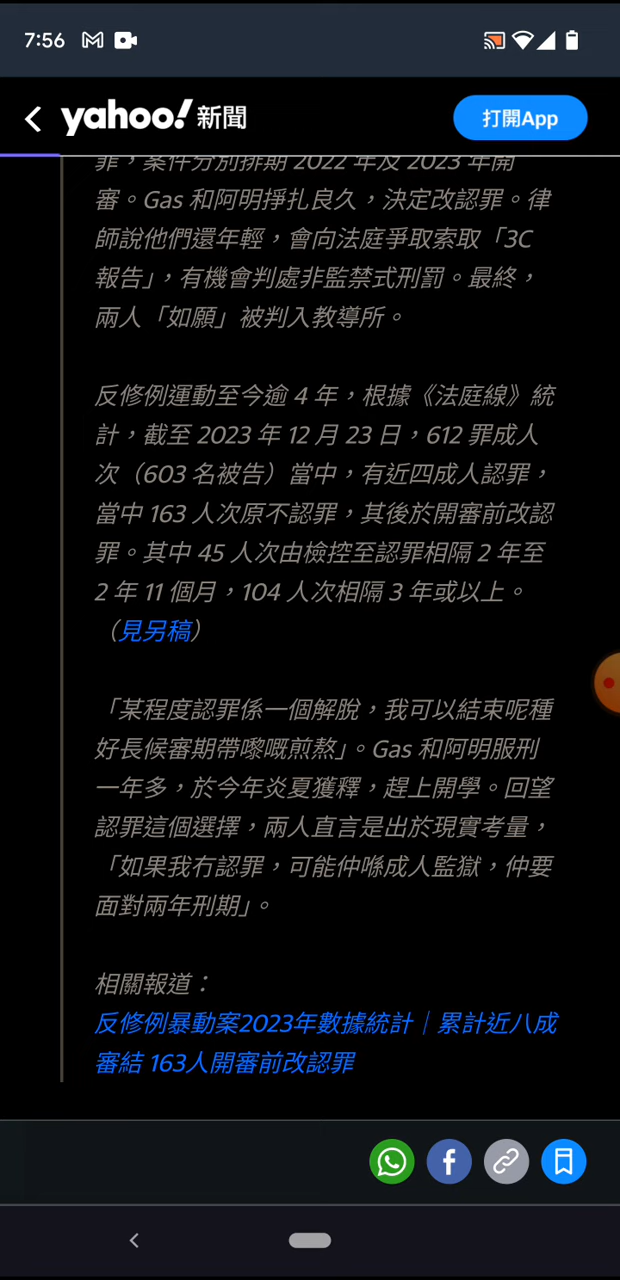 7:56
yahoo!新聞
打開App
罪，案件分別排期 2022 年及 2023 年開
審。Gas 和阿明掙扎良久，決定改認罪。律
師說他們還年輕，會向法庭爭取索取「3C
報告」，有機會判處非監禁式刑罰。最終，
兩人「如願」被判入教導所。
反修例運動至今逾 4 年，根據《法庭線》統
計，截至 2023 年 12 月 23 日，612 罪成人
次（603 名被告）當中，有近四成人認罪，
當中 163 人次原不認罪，其後於開審前改認
罪。其中 45 人次由檢控至認罪相隔 2 年至
2 年 11 個月，104 人次相隔 3 年或以上。
（見另稿）
「某程度認罪係一個解脫，我可以結束呢種
好長候審期帶嚟嘅煎熬」。Gas 和阿明服刑
一年多，於今年炎夏獲釋，趕上開學。回望
認罪這個選擇，兩人直言是出於現實考量，
「如果我冇認罪，可能仲喺成人監獄，仲要
面對兩年刑期」。
相關報道：
反修例暴動案2023年數據統計｜累計近八成
審結 163人開審前改認罪